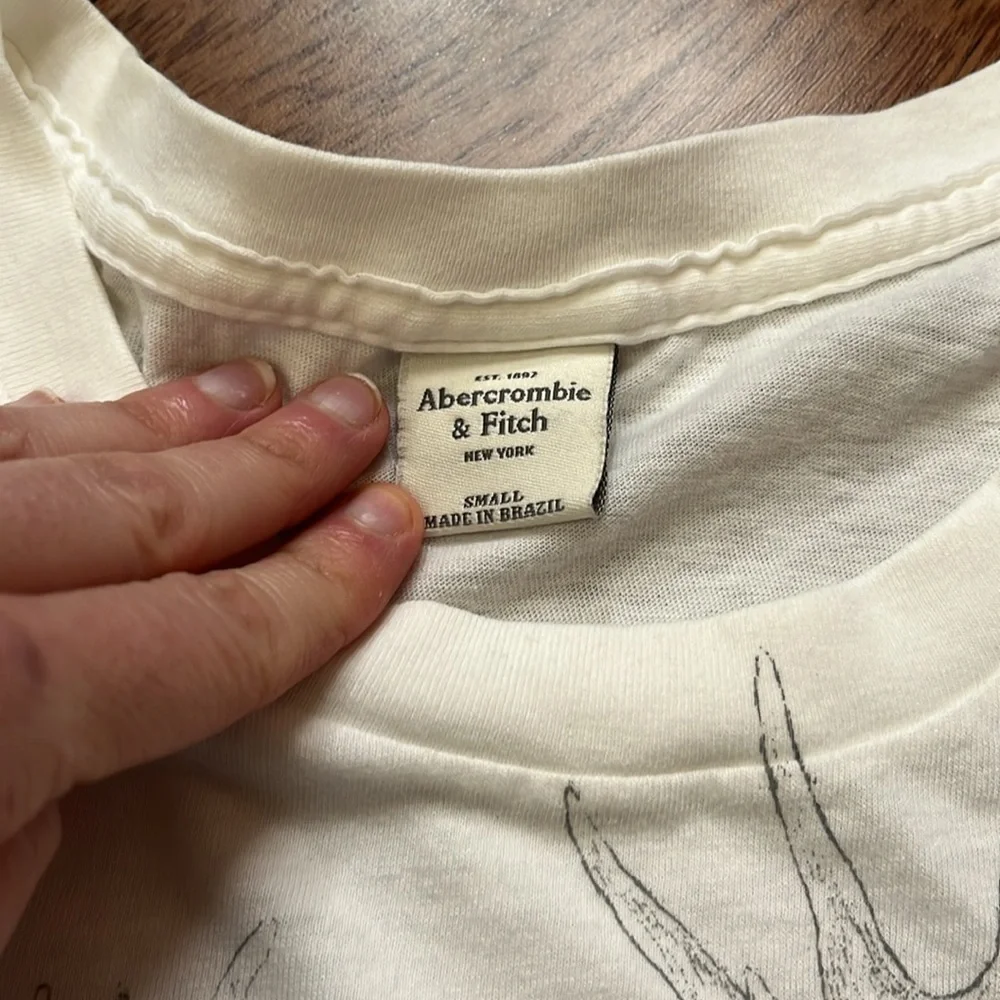 EST. 1892
Abercrombie
& Fitch
NEW YORK
SMALL
MADE IN BRAZIL